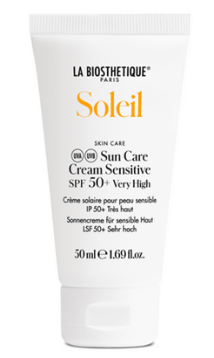 LA BIOSTHETIQUE
PARIS
Soleil
SKIN CARE
UVA UVB Sun Care
Cream Sensitive
SPF 50+ Very High
Crème solaire pour peau sensible
IP 50+ Très haut
Sonnencreme für sensible Haut
LSF 50+ Sehr hoch
50 ml ℮ 1.69 fl.oz.